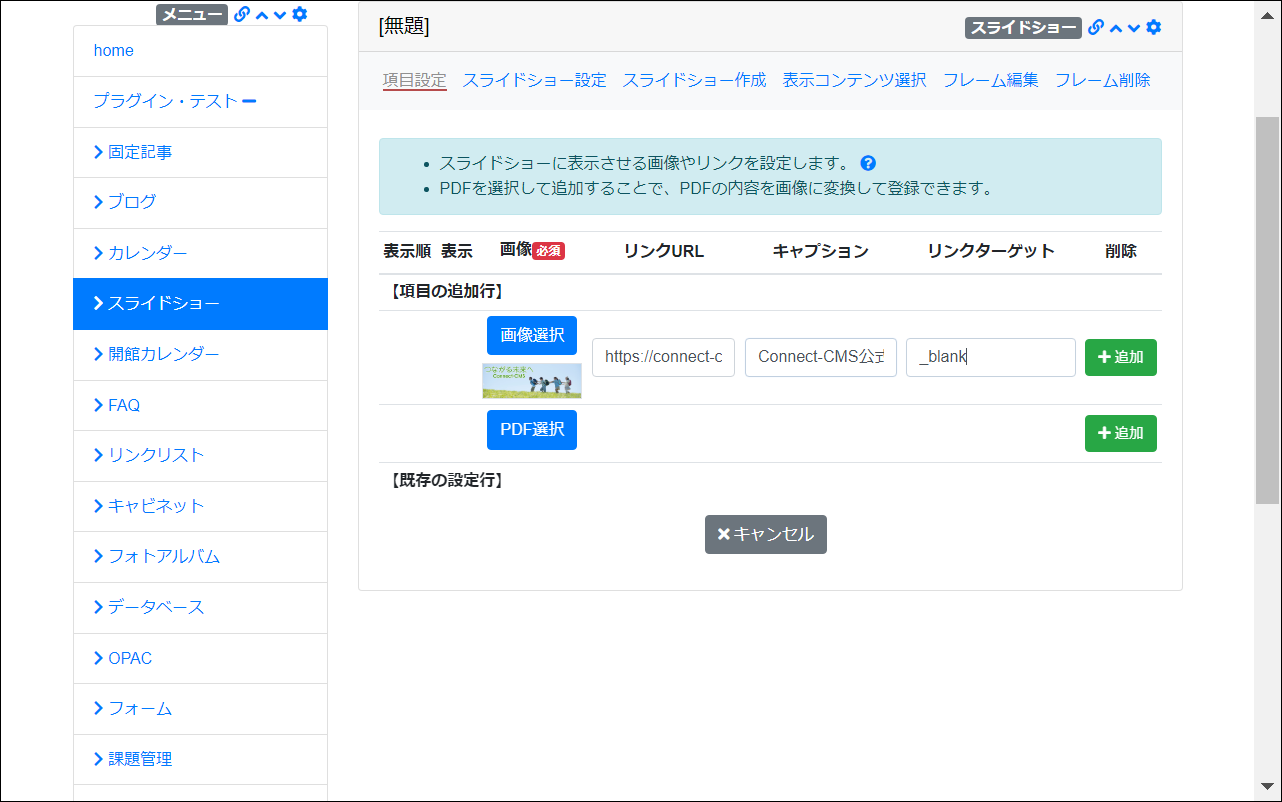 メニュー
home
プラグイン・テスト
固定記事
ブログ
カレンダー
スライドショー
開館カレンダー
FAQ
リンクリスト
キャビネット
フォトアルバム
データベース
OPAC
フォーム
課題管理
[無題]
スライドショー
項目設定 スライドショー設定 スライドショー作成 表示コンテンツ選択 フレーム編集 フレーム削除
スライドショーに表示させる画像やリンクを設定します。
PDFを選択して追加することで、PDFの内容を画像に変換して登録できます。
表示順 表示 画像 必須 リンクURL キャプション リンクターゲット 削除
【項目の追加行】
画像選択
つながる未来へ
Connect-CMS
https://connect-c Connect-CMS公式 _blank 追加
PDF選択 追加
【既存の設定行】
キャンセル